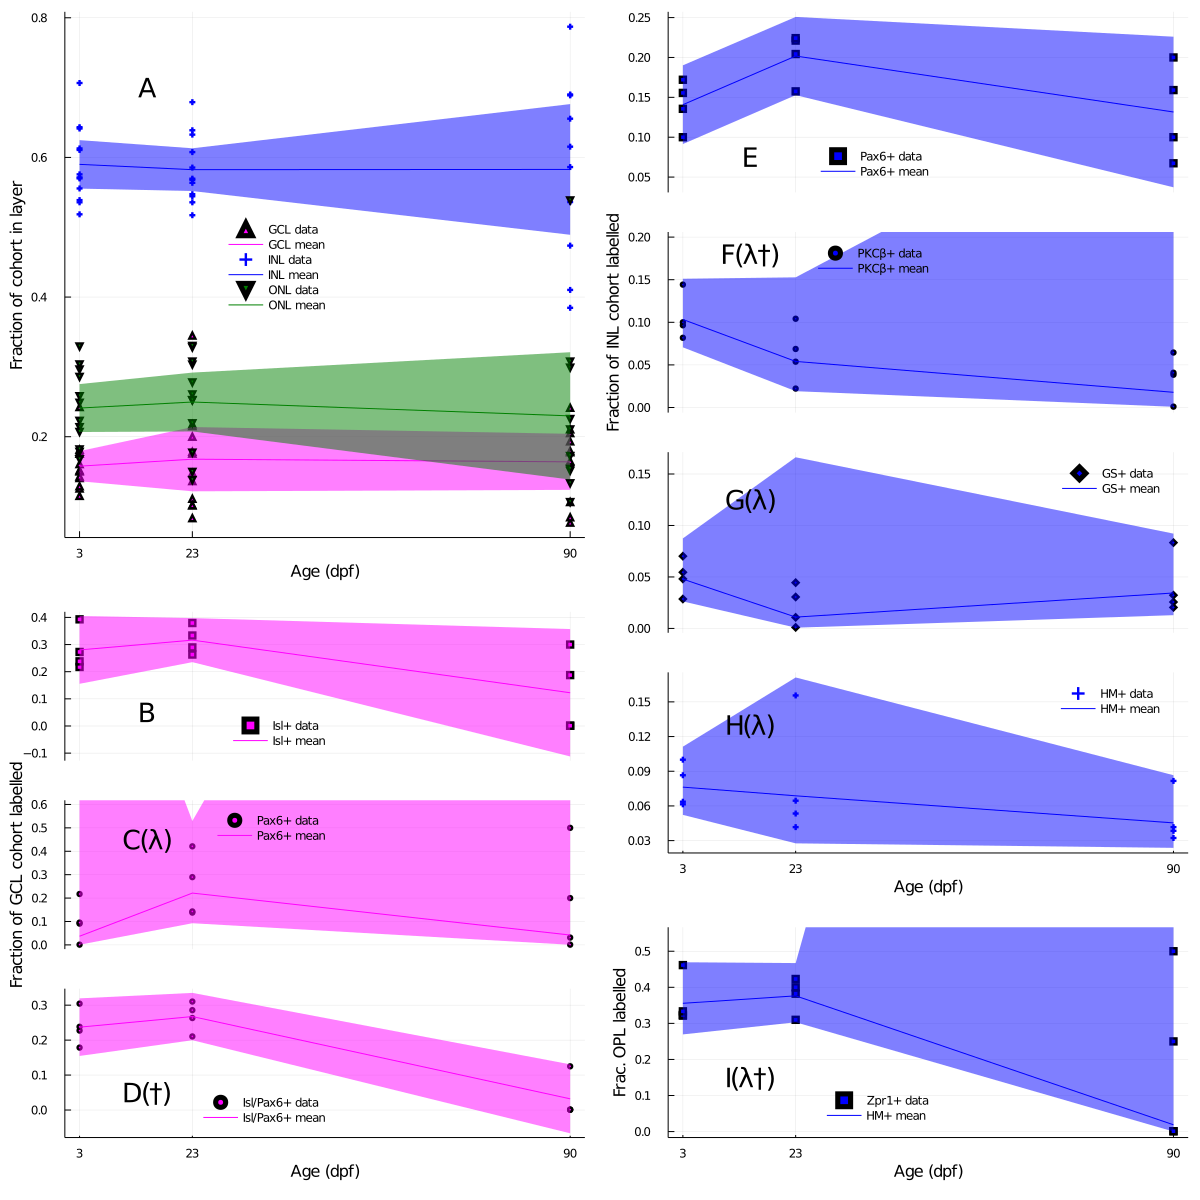 Fraction of cohort in layer
0.8
0.6
0.4
0.2
A
GCL data
GCL mean
INL data
INL mean
ONL data
ONL mean
3
23
90
Age (dpf)
Fraction of GCL cohort labelled
0.4
0.3
0.2
0.1
0.0
−0.1
B
Isl+ data
Isl+ mean
0.6
0.5
0.4
0.3
0.2
0.1
0.0
C(λ)
Pax6+ data
Pax6+ mean
0.3
0.2
0.1
0.0
D(†)
Isl/Pax6+ data
Isl/Pax6+ mean
3
23
90
Age (dpf)
Fraction of INL cohort labelled
0.25
0.20
0.15
0.10
0.05
E
Pax6+ data
Pax6+ mean
0.20
0.15
0.10
0.05
0.00
F(λ†)
PKCβ+ data
PKCβ+ mean
0.15
0.10
0.05
0.00
G(λ)
GS+ data
GS+ mean
0.15
0.12
0.09
0.06
0.03
H(λ)
HM+ data
HM+ mean
3
23
90
Age (dpf)
Frac. OPL labelled
0.5
0.4
0.3
0.2
0.1
0.0
I(λ†)
Zpr1+ data
HM+ mean
3
23
90
Age (dpf)